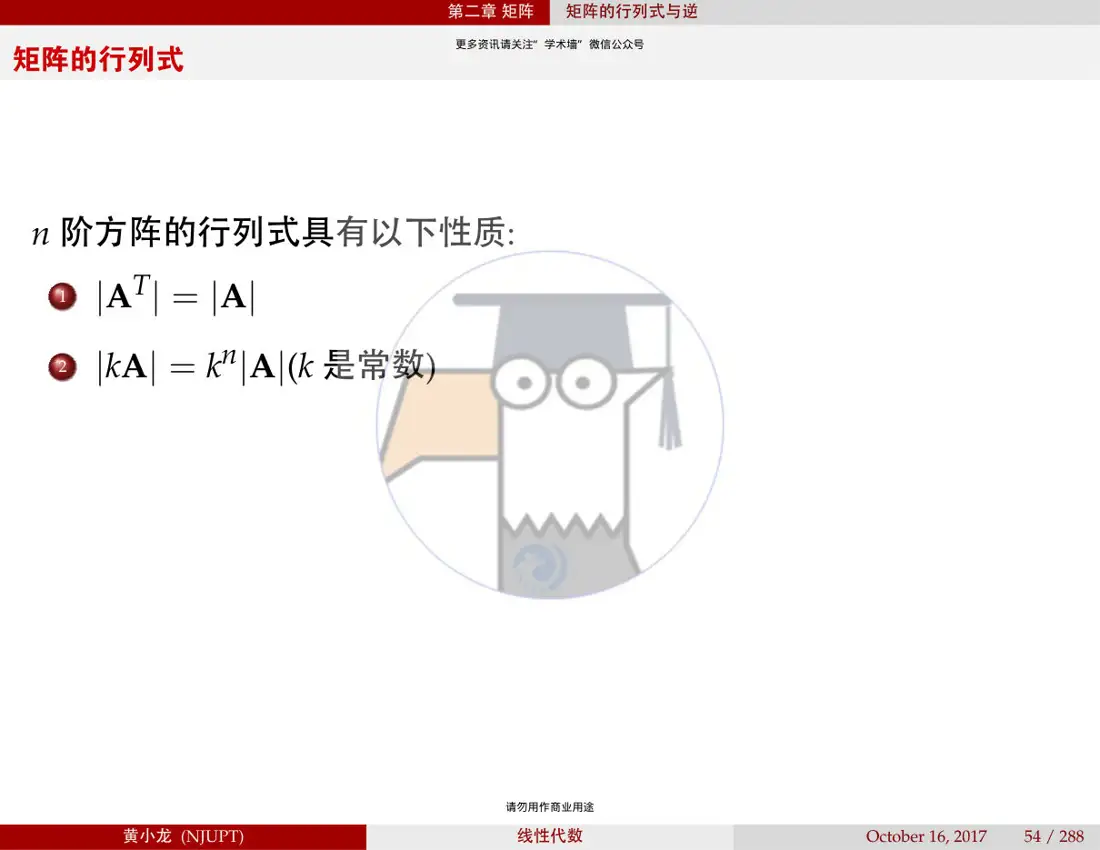 第二章 矩阵 矩阵的行列式与逆
更多资讯请关注“学术墙”微信公众号
矩阵的行列式
n 阶方阵的行列式具有以下性质:
1 |A^T| = |A|
2 |kA| = k^n|A|(k 是常数)
请勿用作商业用途
黄小龙 (NJUPT) 线性代数 October 16, 2017 54 / 288